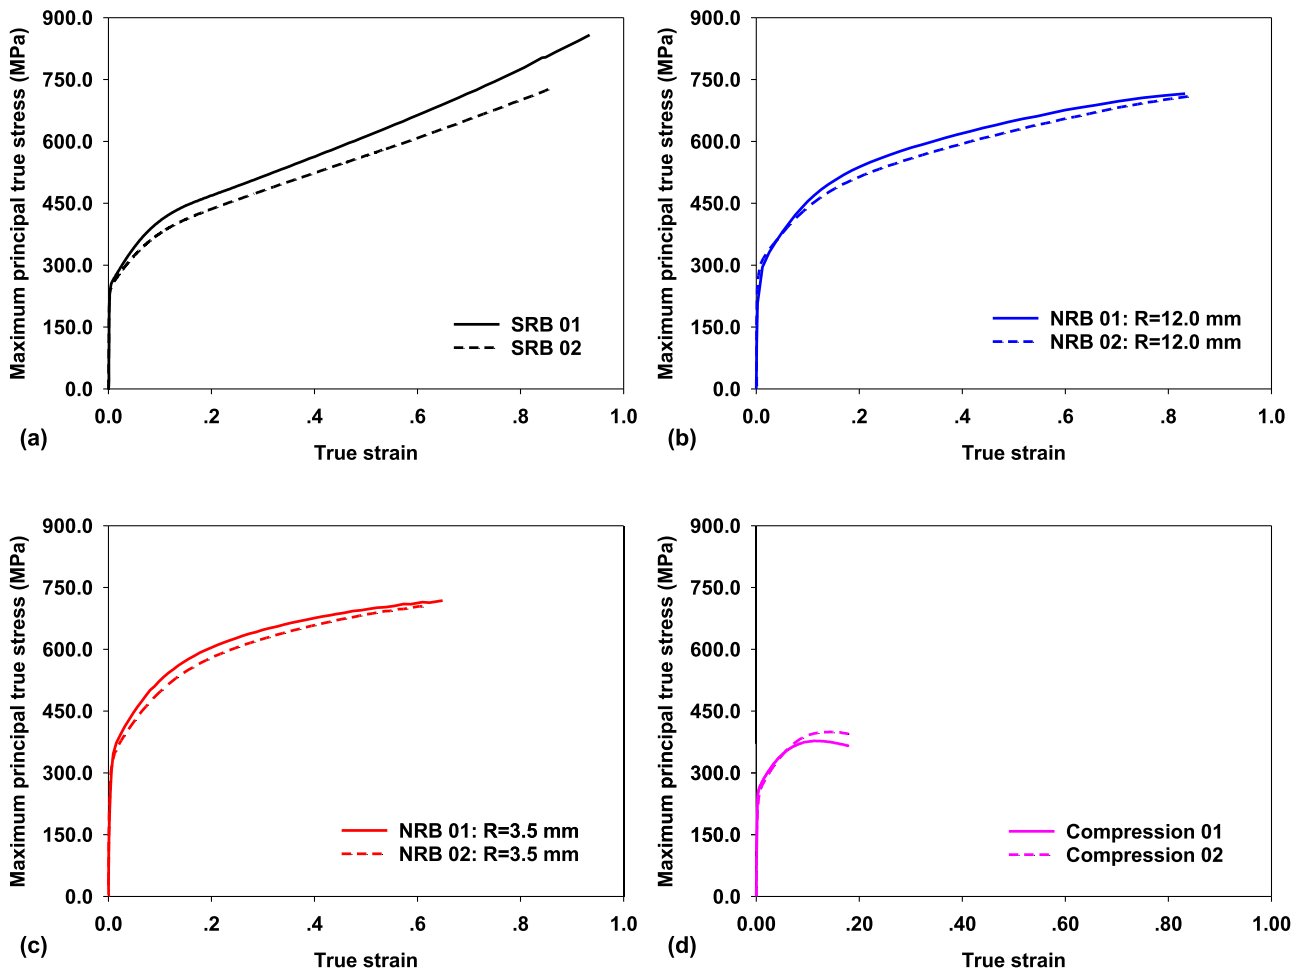 Maximum principal true stress (MPa)
900.0
750.0
600.0
450.0
300.0
150.0
0.0
SRB 01
SRB 02
0.0 .2 .4 .6 .8 1.0
(a)
True strain
Maximum principal true stress (MPa)
900.0
750.0
600.0
450.0
300.0
150.0
0.0
NRB 01: R=12.0 mm
NRB 02: R=12.0 mm
0.0 .2 .4 .6 .8 1.0
(b)
True strain
Maximum principal true stress (MPa)
900.0
750.0
600.0
450.0
300.0
150.0
0.0
NRB 01: R=3.5 mm
NRB 02: R=3.5 mm
0.0 .2 .4 .6 .8 1.0
(c)
True strain
Maximum principal true stress (MPa)
900.0
750.0
600.0
450.0
300.0
150.0
0.0
Compression 01
Compression 02
0.00 .20 .40 .60 .80 1.00
(d)
True strain